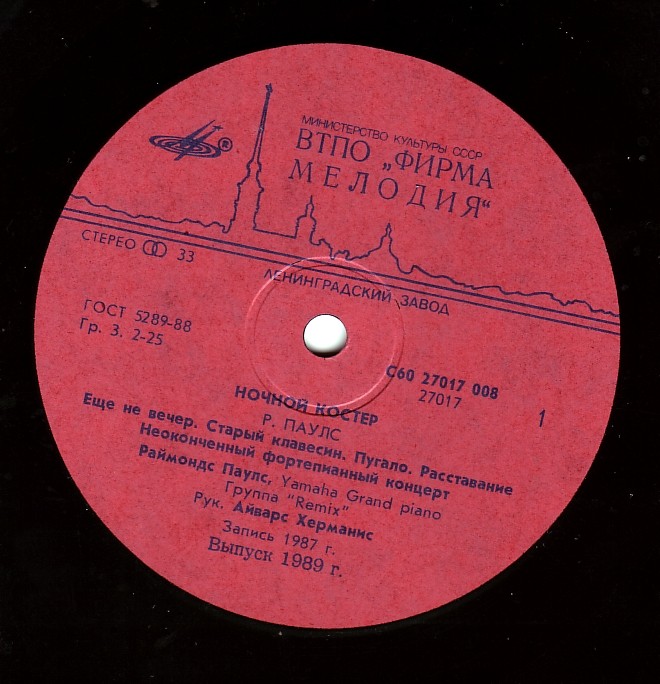 МИНИСТЕРСТВО КУЛЬТУРЫ СССР
ВТПО „ФИРМА
МЕЛОДИЯ“
®
СТЕРЕО 33
ЛЕНИНГРАДСКИЙ ЗАВОД
ГОСТ 5289-88
Гр. 3. 2-25
С60 27017 008
27017
1
НОЧНОЙ КОСТЕР
Р. ПАУЛС
Еще не вечер. Старый клавесин. Пугало. Расставание
Неоконченный фортепианный концерт
Раймондс Паулс, Yamaha Grand piano
Группа "Remix"
Рук. Айварс Херманис
Запись 1987 г.
Выпуск 1989 г.